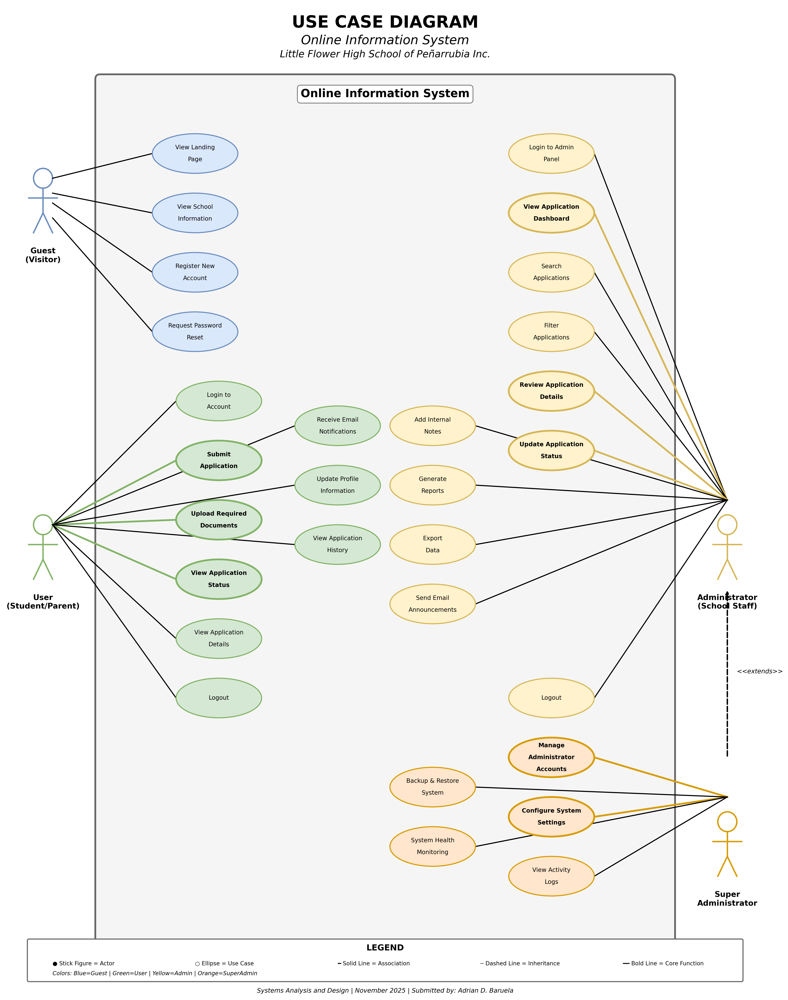 USE CASE DIAGRAM
Online Information System
Little Flower High School of Peñarrubia Inc.
Online Information System
View Landing
Page
View School
Information
Register New
Account
Request Password
Reset
Guest
(Visitor)
Login to
Account
Submit
Application
Upload Required
Documents
View Application
Status
View Application
Details
Logout
Receive Email
Notifications
Update Profile
Information
View Application
History
User
(Student/Parent)
Login to Admin
Panel
View Application
Dashboard
Search
Applications
Filter
Applications
Review Application
Details
Update Application
Status
Add Internal
Notes
Generate
Reports
Export
Data
Send Email
Announcements
Logout
Administrator
(School Staff)
<<extends>>
Manage
Administrator
Accounts
Backup & Restore
System
Configure System
Settings
System Health
Monitoring
View Activity
Logs
Super
Administrator
LEGEND
● Stick Figure = Actor
○ Ellipse = Use Case
━ Solid Line = Association
╌ Dashed Line = Inheritance
── Bold Line = Core Function
Colors: Blue=Guest | Green=User | Yellow=Admin | Orange=SuperAdmin
Systems Analysis and Design | November 2025 | Submitted by: Adrian D. Baruela